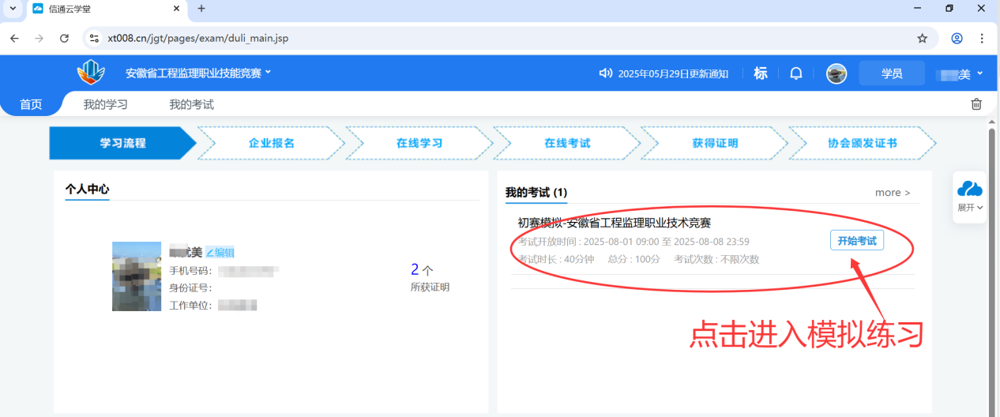 信通云学堂
xt008.cn/jgt/pages/exam/duli_main.jsp
安徽省工程监理职业技能竞赛
2025年05月29日更新通知
标
学员
美
首页
我的学习
我的考试
学习流程
企业报名
在线学习
在线考试
获得证明
协会颁发证书
个人中心
美 编辑
手机号码:
身份证号:
工作单位:
2 个
所获证明
我的考试 (1)
more >
初赛模拟-安徽省工程监理职业技术竞赛
考试开放时间 : 2025-08-01 09:00 至 2025-08-08 23:59
考试时长 : 40分钟 总分 : 100分 考试次数 : 不限次数
开始考试
点击进入模拟练习
展开